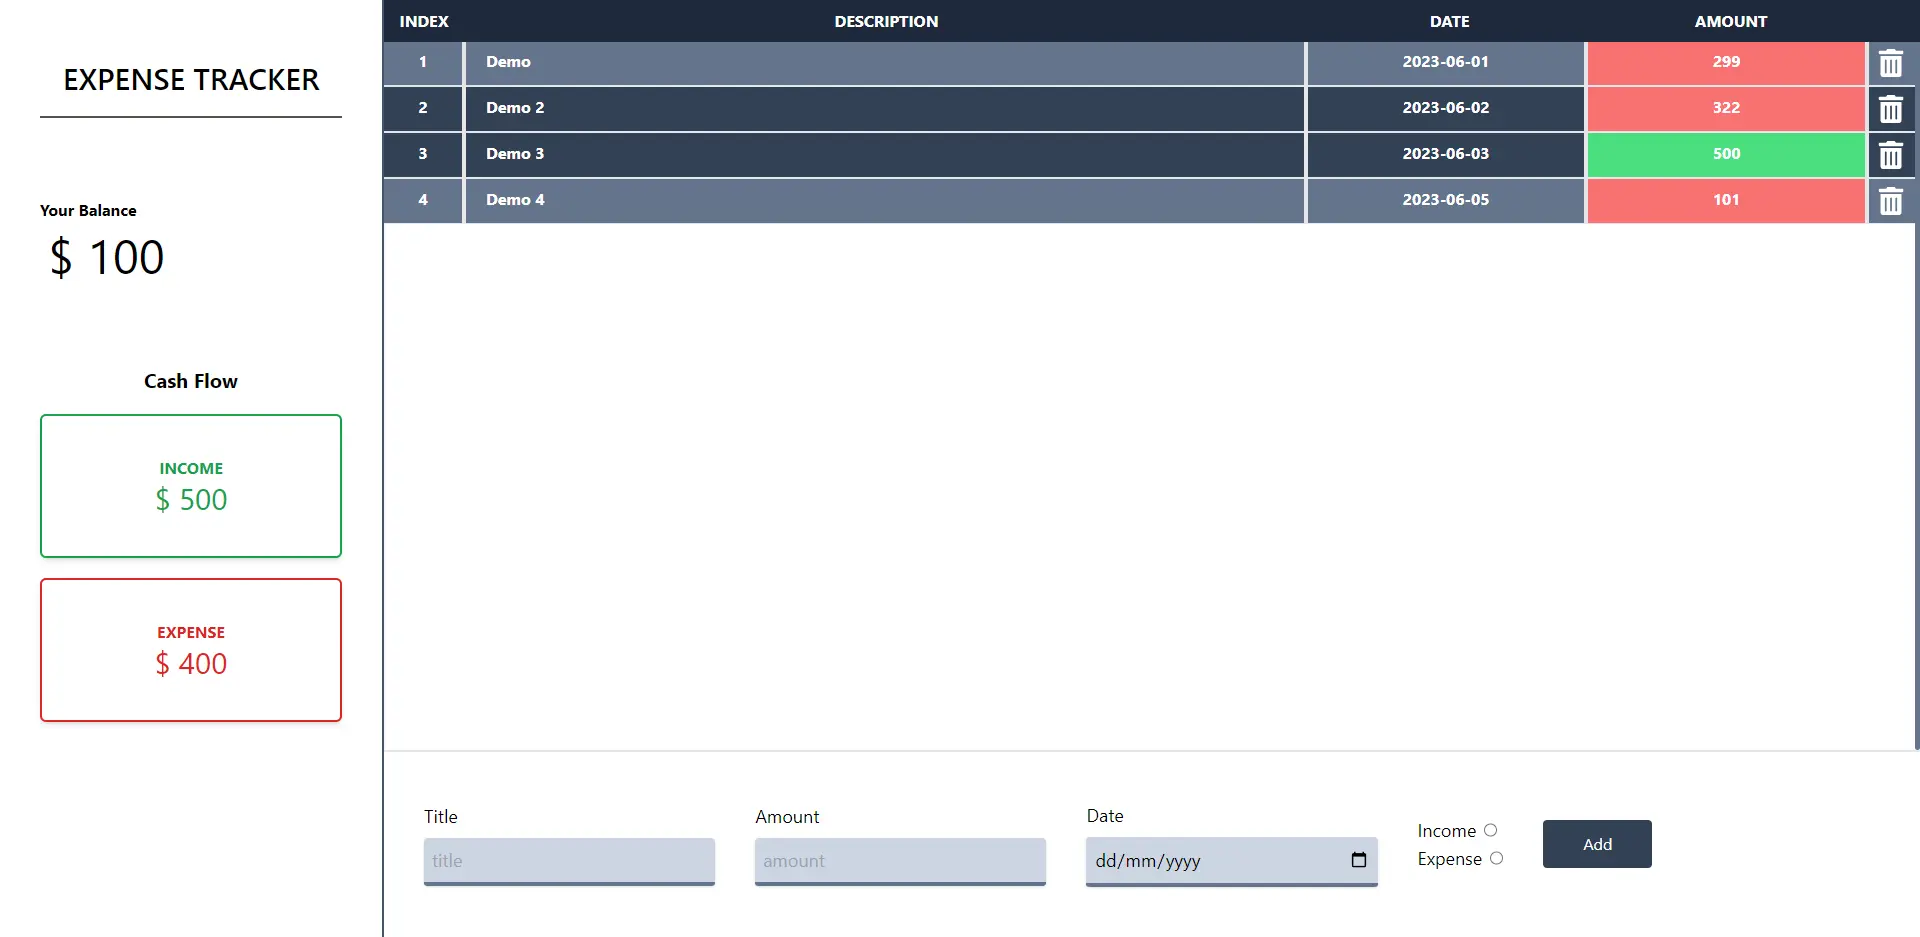 EXPENSE TRACKER
Your Balance
$ 100
Cash Flow
INCOME
$ 500
EXPENSE
$ 400
INDEX DESCRIPTION DATE AMOUNT
1 Demo 2023-06-01 299
2 Demo 2 2023-06-02 322
3 Demo 3 2023-06-03 500
4 Demo 4 2023-06-05 101
Title Amount Date
title amount dd/mm/yyyy
Income
Expense
Add